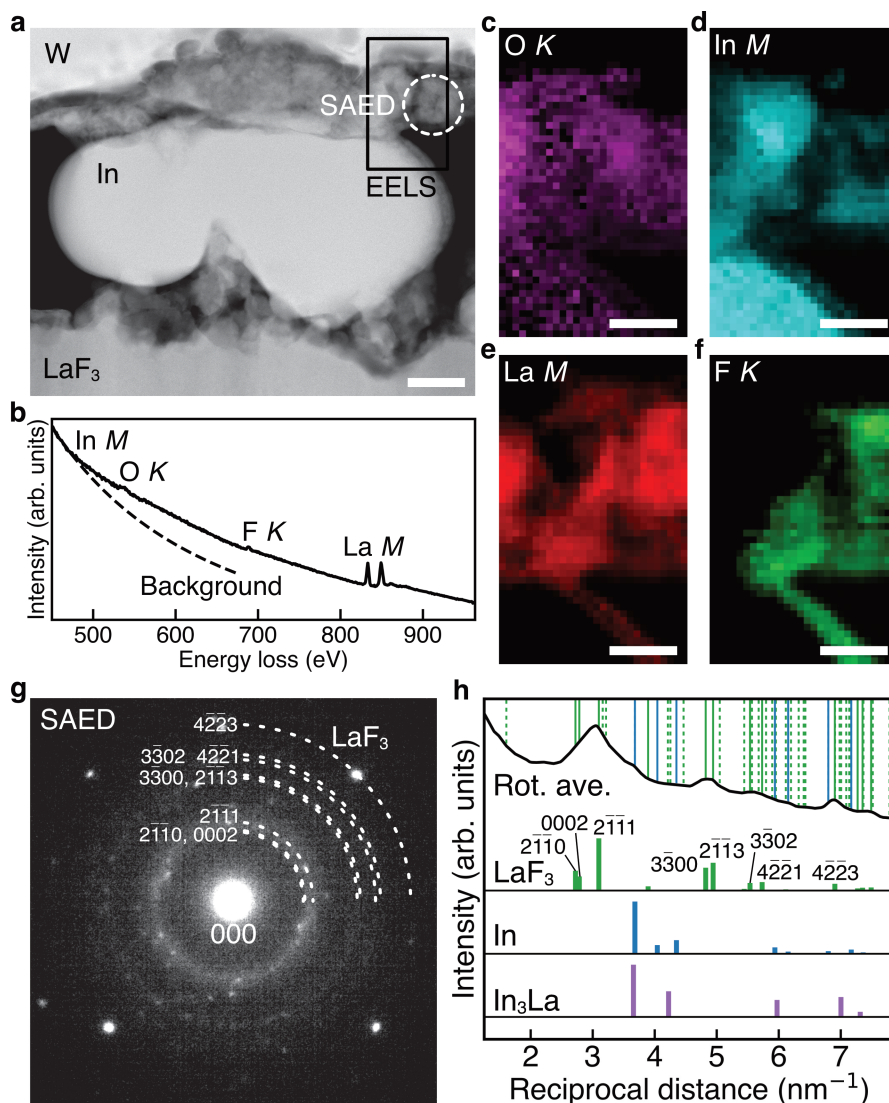 a
W
SAED
In
EELS
LaF₃
b
In M
O K
F K
La M
Background
Intensity (arb. units)
500 600 700 800 900
Energy loss (eV)
c
O K
d
In M
e
La M
f
F K
g
SAED
42̅2̅3
LaF₃
33̅02 42̅2̅1
33̅00, 21̅1̅3
21̅1̅1
21̅1̅0, 0002
000
h
Rot. ave.
21̅1̅1
0002
21̅1̅0
33̅00
21̅1̅3
33̅02
42̅2̅1
42̅2̅3
LaF₃
In
In₃La
Intensity (arb. units)
2 3 4 5 6 7
Reciprocal distance (nm⁻¹)